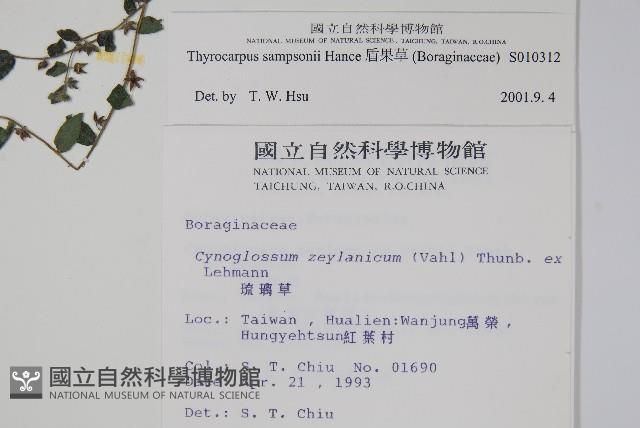 國立自然科學博物館
NATIONAL MUSEUM OF NATURAL SCIENCE, TAICHUNG, TAIWAN, R.O.CHINA
Thyrocarpus sampsonii Hance 盾果草 (Boraginaceae) S010312
Det. by T. W. Hsu 2001.9.4
國立自然科學博物館
NATIONAL MUSEUM OF NATURAL SCIENCE
TAICHUNG, TAIWAN, R.O.CHINA
Boraginaceae
Cynoglossum zeylanicum (Vahl) Thunb. ex
Lehmann
琉璃草
Loc.: Taiwan , Hualien:Wanjung萬榮 ,
Hungyehtsun紅葉村
Col.: S. T. Chiu No. 01690
Date: Apr. 21 , 1993
Det.: S. T. Chiu
國立自然科學博物館
NATIONAL MUSEUM OF NATURAL SCIENCE